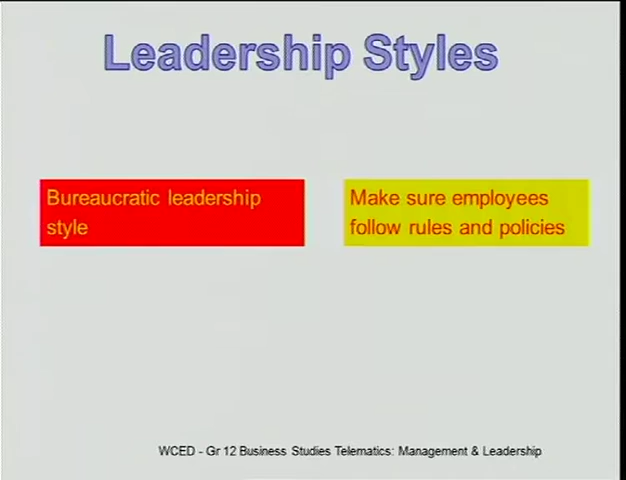 Leadership Styles
Bureaucratic leadership
style
Make sure employees
follow rules and policies
WCED - Gr 12 Business Studies Telematics: Management & Leadership